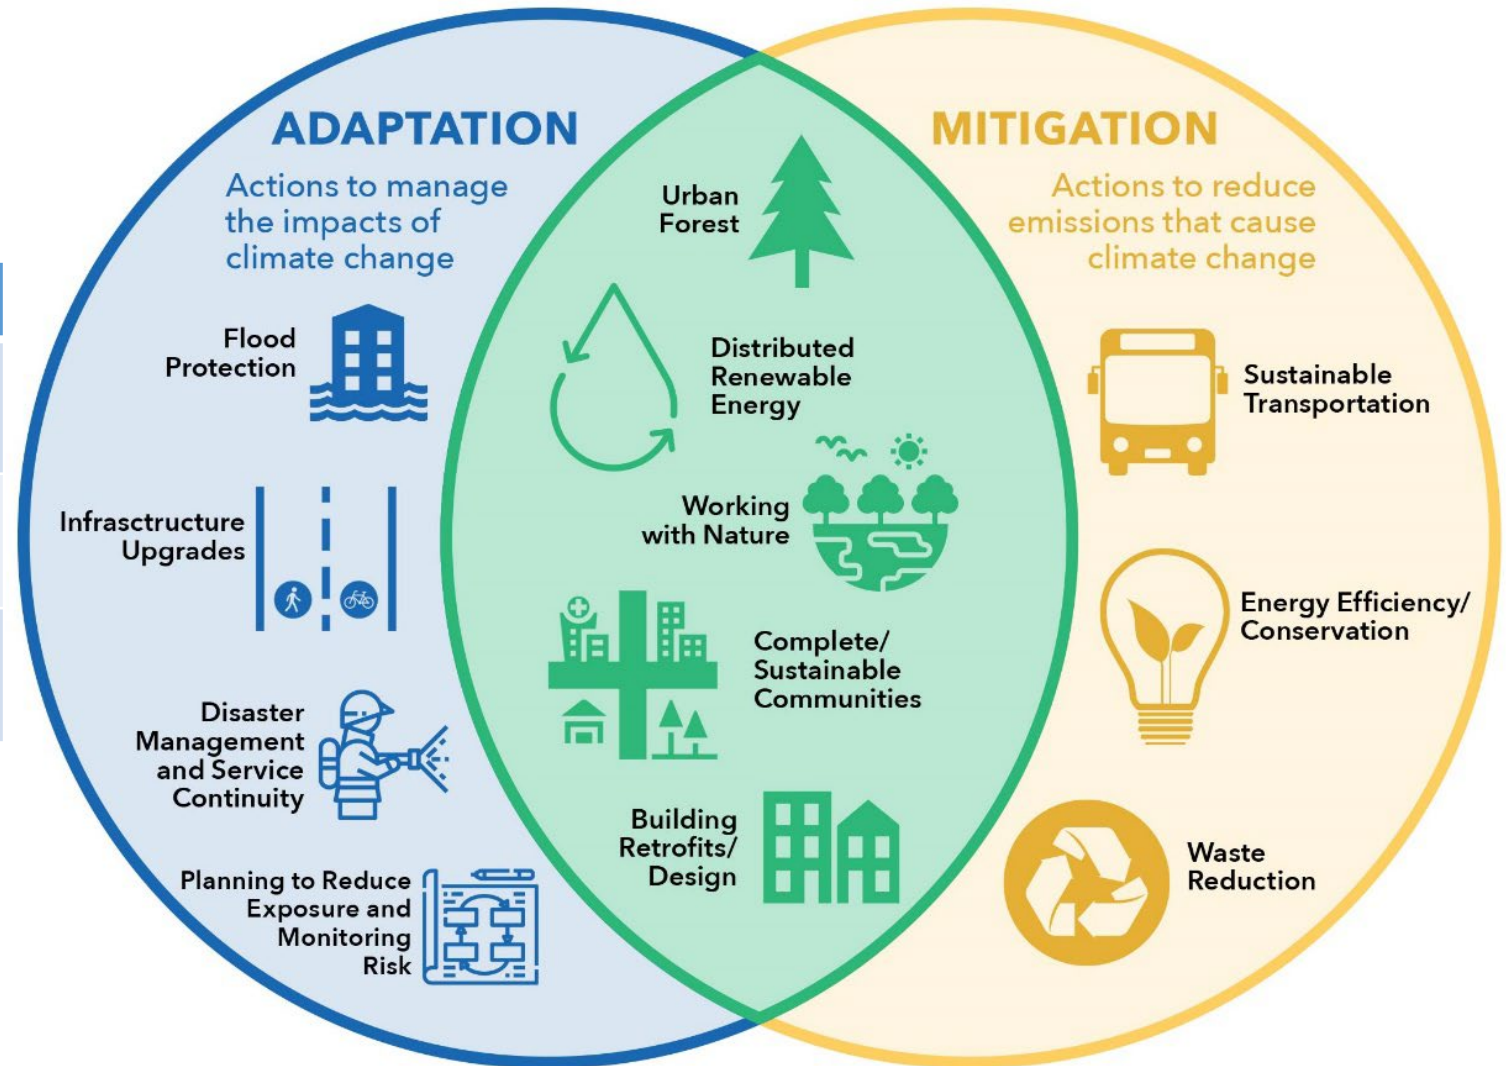 ADAPTATION
Actions to manage
the impacts of
climate change
Flood
Protection
Infrasctructure
Upgrades
Disaster
Management
and Service
Continuity
Planning to Reduce
Exposure and
Monitoring
Risk
Urban
Forest
Distributed
Renewable
Energy
Working
with Nature
Complete/
Sustainable
Communities
Building
Retrofits/
Design
MITIGATION
Actions to reduce
emissions that cause
climate change
Sustainable
Transportation
Energy Efficiency/
Conservation
Waste
Reduction